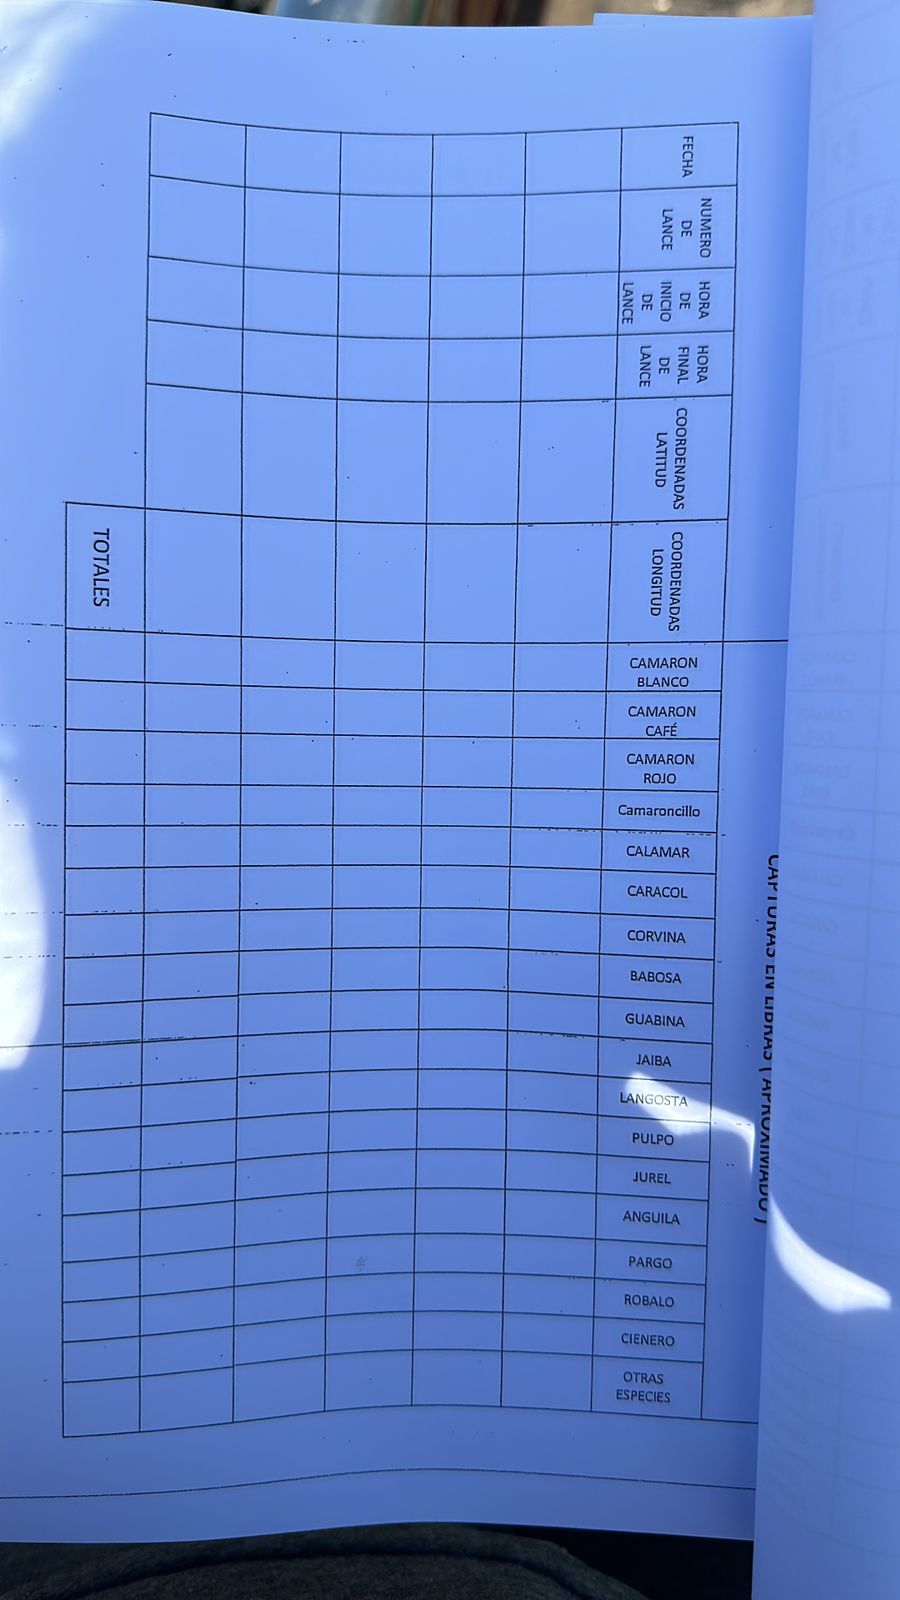 CAPTURAS EN LIBRAS ( APROXIMADO )
FECHA
NUMERO
DE
LANCE
HORA
DE
INICIO
DE
LANCE
HORA
FINAL
DE
LANCE
COORDENADAS
LATITUD
COORDENADAS
LONGITUD
CAMARON
BLANCO
CAMARON
CAFÉ
CAMARON
ROJO
Camaroncillo
CALAMAR
CARACOL
CORVINA
BABOSA
GUABINA
JAIBA
LANGOSTA
PULPO
JUREL
ANGUILA
PARGO
ROBALO
CIENERO
OTRAS
ESPECIES
TOTALES